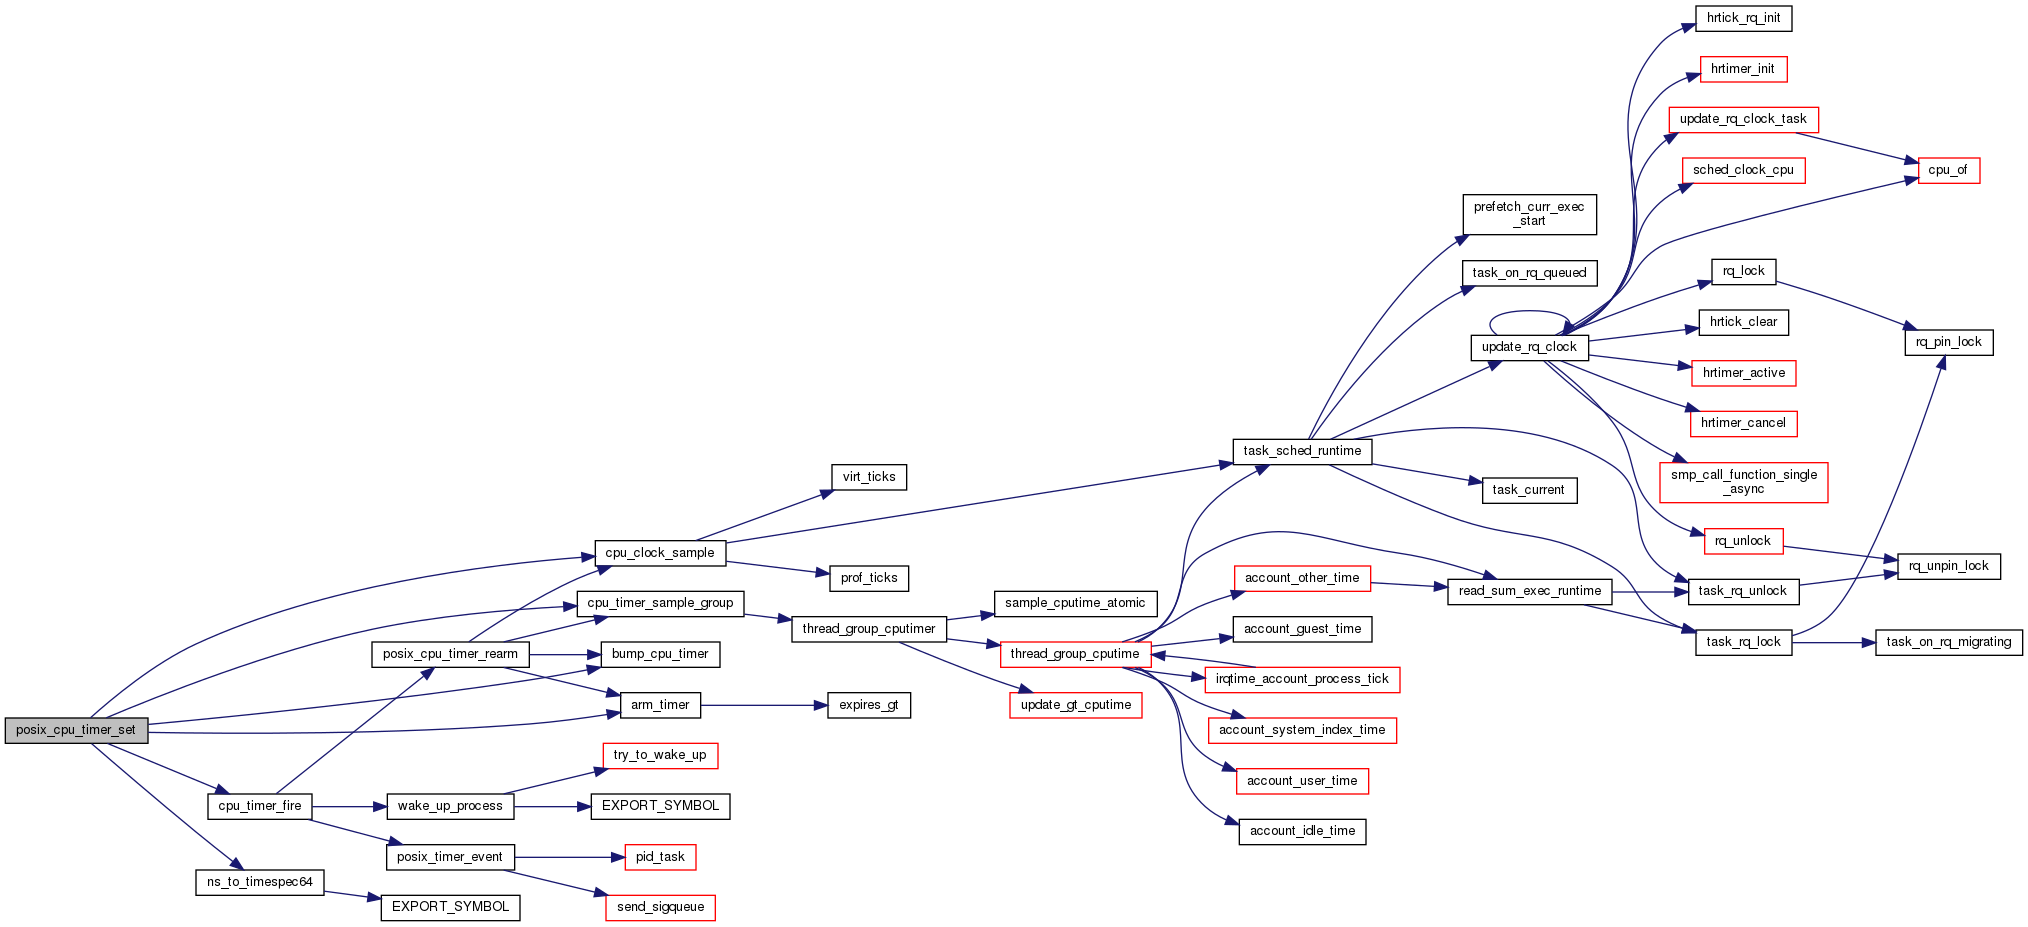 hrtick_rq_init
hrtimer_init
update_rq_clock_task
sched_clock_cpu
cpu_of
prefetch_curr_exec
_start
task_on_rq_queued
rq_lock
hrtick_clear
update_rq_clock
rq_pin_lock
hrtimer_active
hrtimer_cancel
task_sched_runtime
virt_ticks
smp_call_function_single
_async
task_current
rq_unlock
cpu_clock_sample
prof_ticks
account_other_time
rq_unpin_lock
read_sum_exec_runtime
task_rq_unlock
cpu_timer_sample_group
sample_cputime_atomic
thread_group_cputimer
account_guest_time
task_rq_lock
task_on_rq_migrating
posix_cpu_timer_rearm
bump_cpu_timer
thread_group_cputime
irqtime_account_process_tick
arm_timer
expires_gt
update_gt_cputime
posix_cpu_timer_set
account_system_index_time
try_to_wake_up
account_user_time
cpu_timer_fire
wake_up_process
EXPORT_SYMBOL
account_idle_time
posix_timer_event
pid_task
ns_to_timespec64
EXPORT_SYMBOL
send_sigqueue